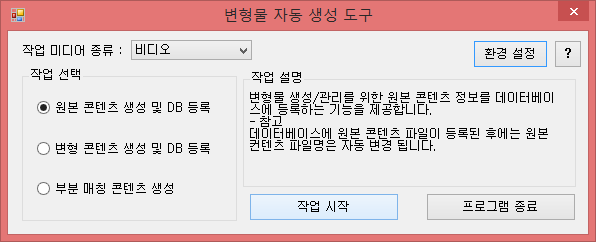 변형물 자동 생성 도구
작업 미디어 종류 : 비디오 환경 설정 ?
작업 선택
원본 콘텐츠 생성 및 DB 등록
변형 콘텐츠 생성 및 DB 등록
부분 매칭 콘텐츠 생성
작업 설명
변형물 생성/관리를 위한 원본 콘텐츠 정보를 데이터베이
스에 등록하는 기능을 제공합니다.
- 참고
데이터베이스에 원본 콘텐츠 파일이 등록된 후에는 원본
컨텐츠 파일명은 자동 변경 됩니다.
작업 시작 프로그램 종료